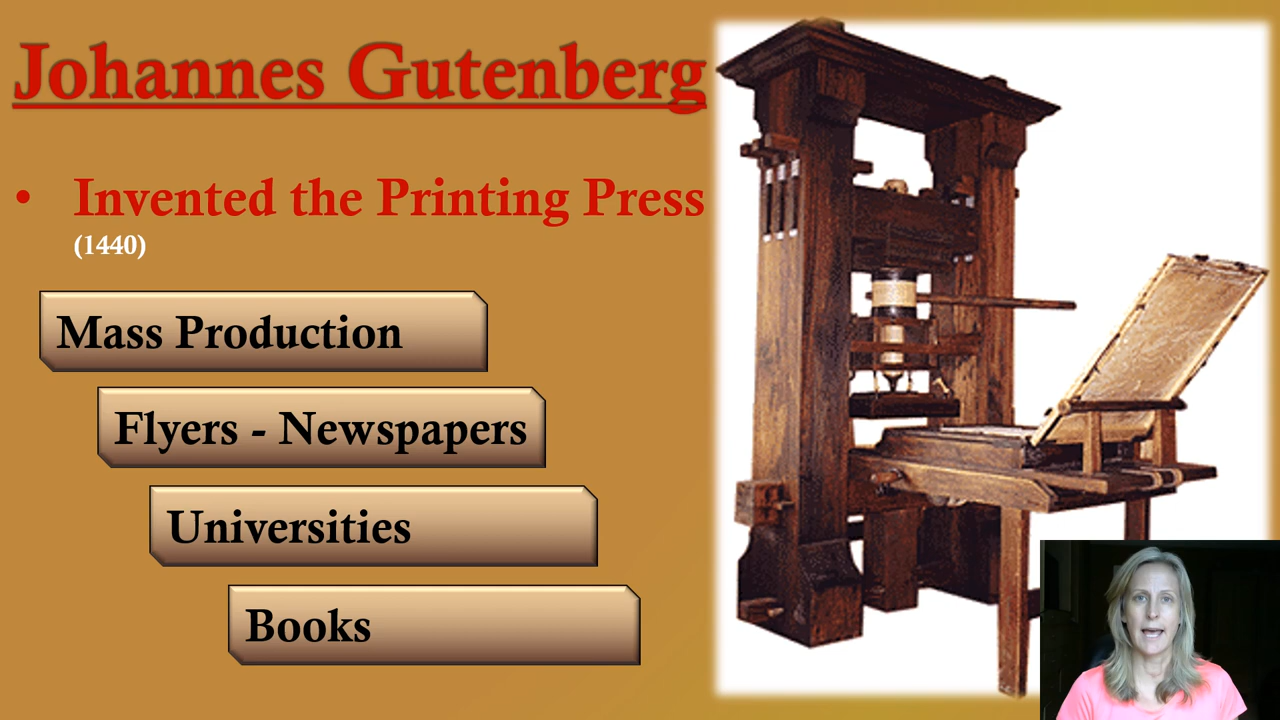 Johannes Gutenberg
• Invented the Printing Press
(1440)
Mass Production
Flyers - Newspapers
Universities
Books